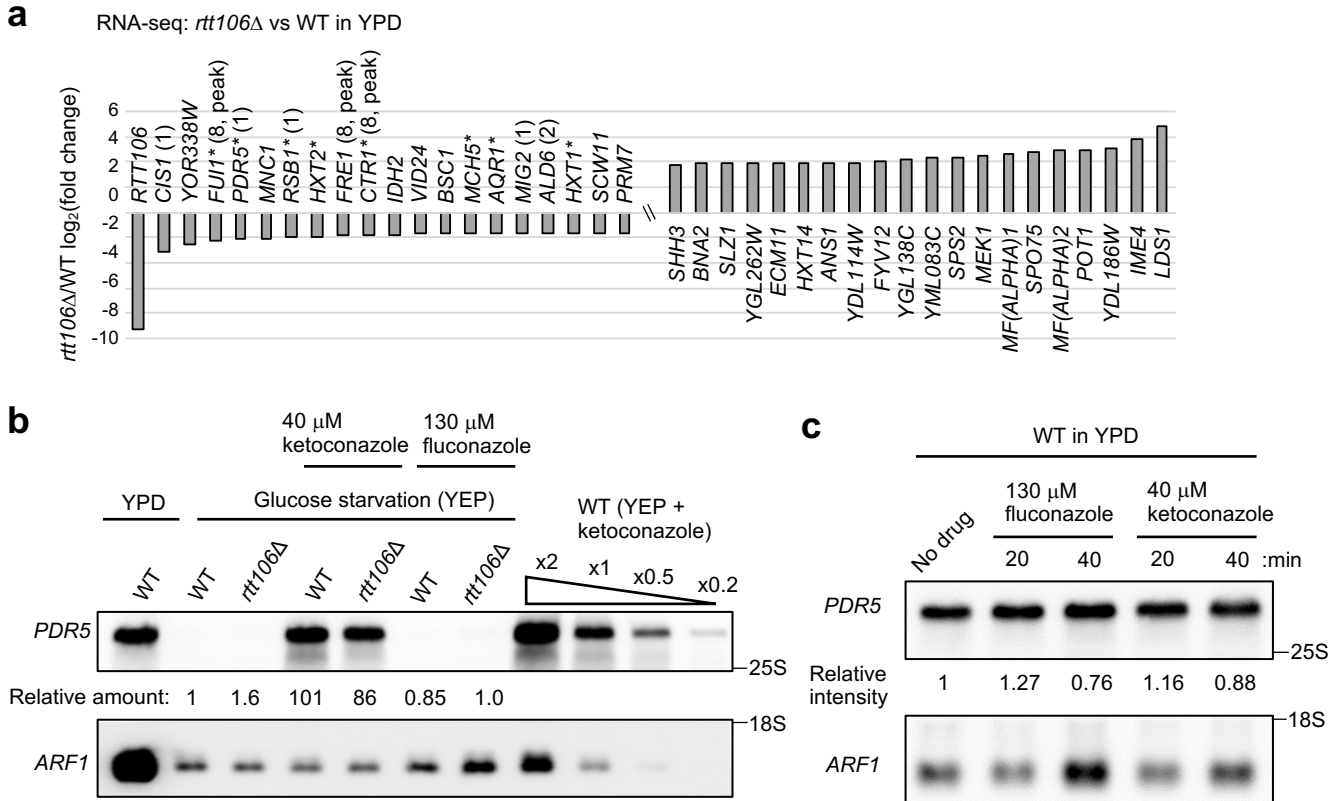 a
RNA-seq: rtt106Δ vs WT in YPD
rtt106Δ/WT log₂(fold change)
6
4
2
0
-2
-4
-6
-8
-10
RTT106
CIS1 (1)
YOR338W
FUI1* (8, peak)
PDR5* (1)
MNC1
RSB1* (1)
HXT2*
FRE1 (8, peak)
CTR1* (8, peak)
IDH2
VID24
BSC1
MCH5*
AQR1*
MIG2 (1)
ALD6 (2)
HXT1*
SCW11
PRM7
//
SHH3
BNA2
SLZ1
YGL262W
ECM11
HXT14
ANS1
YDL114W
FYV12
YGL138C
YML083C
SPS2
MEK1
MF(ALPHA)1
SPO75
MF(ALPHA)2
POT1
YDL186W
IME4
LDS1
b
40 μM ketoconazole
130 μM fluconazole
YPD
Glucose starvation (YEP)
WT (YEP +
ketoconazole)
WT
WT
rtt106Δ
WT
rtt106Δ
WT
rtt106Δ
x2
x1
x0.5
x0.2
PDR5
25S
Relative amount: 1 1.6 101 86 0.85 1.0
18S
ARF1
c
WT in YPD
No drug
130 μM fluconazole
40 μM ketoconazole
20 40 20 40 :min
PDR5
25S
Relative
intensity
1 1.27 0.76 1.16 0.88
18S
ARF1